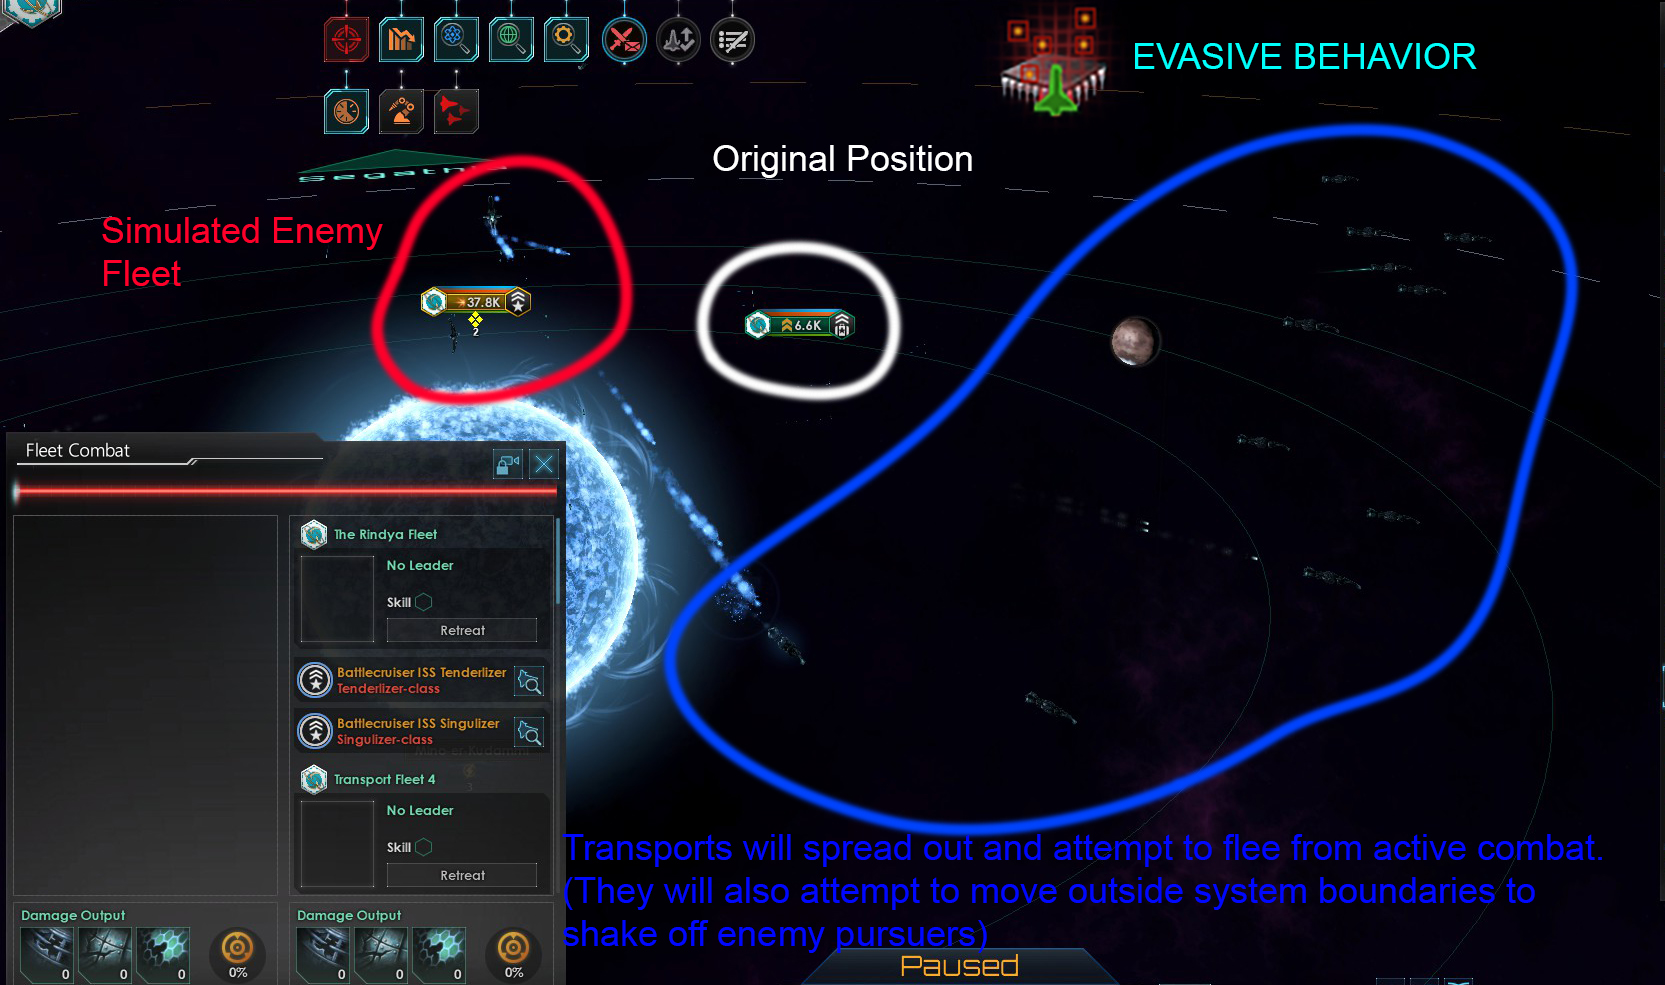 EVASIVE BEHAVIOR
Original Position
Simulated Enemy
Fleet
37.8K
2
6.6K
Fleet Combat
The Rindya Fleet
No Leader
Skill
Retreat
Battlecruiser ISS Tenderlizer
Tenderlizer-class
Battlecruiser ISS Singulizer
Singulizer-class
Transport Fleet 4
3
No Leader
Skill
Retreat
Transports will spread out and attempt to flee from active combat.
(They will also attempt to move outside system boundaries to
shake off enemy pursuers)
Damage Output
0
0
0
0%
Damage Output
0
0
0
0%
Paused